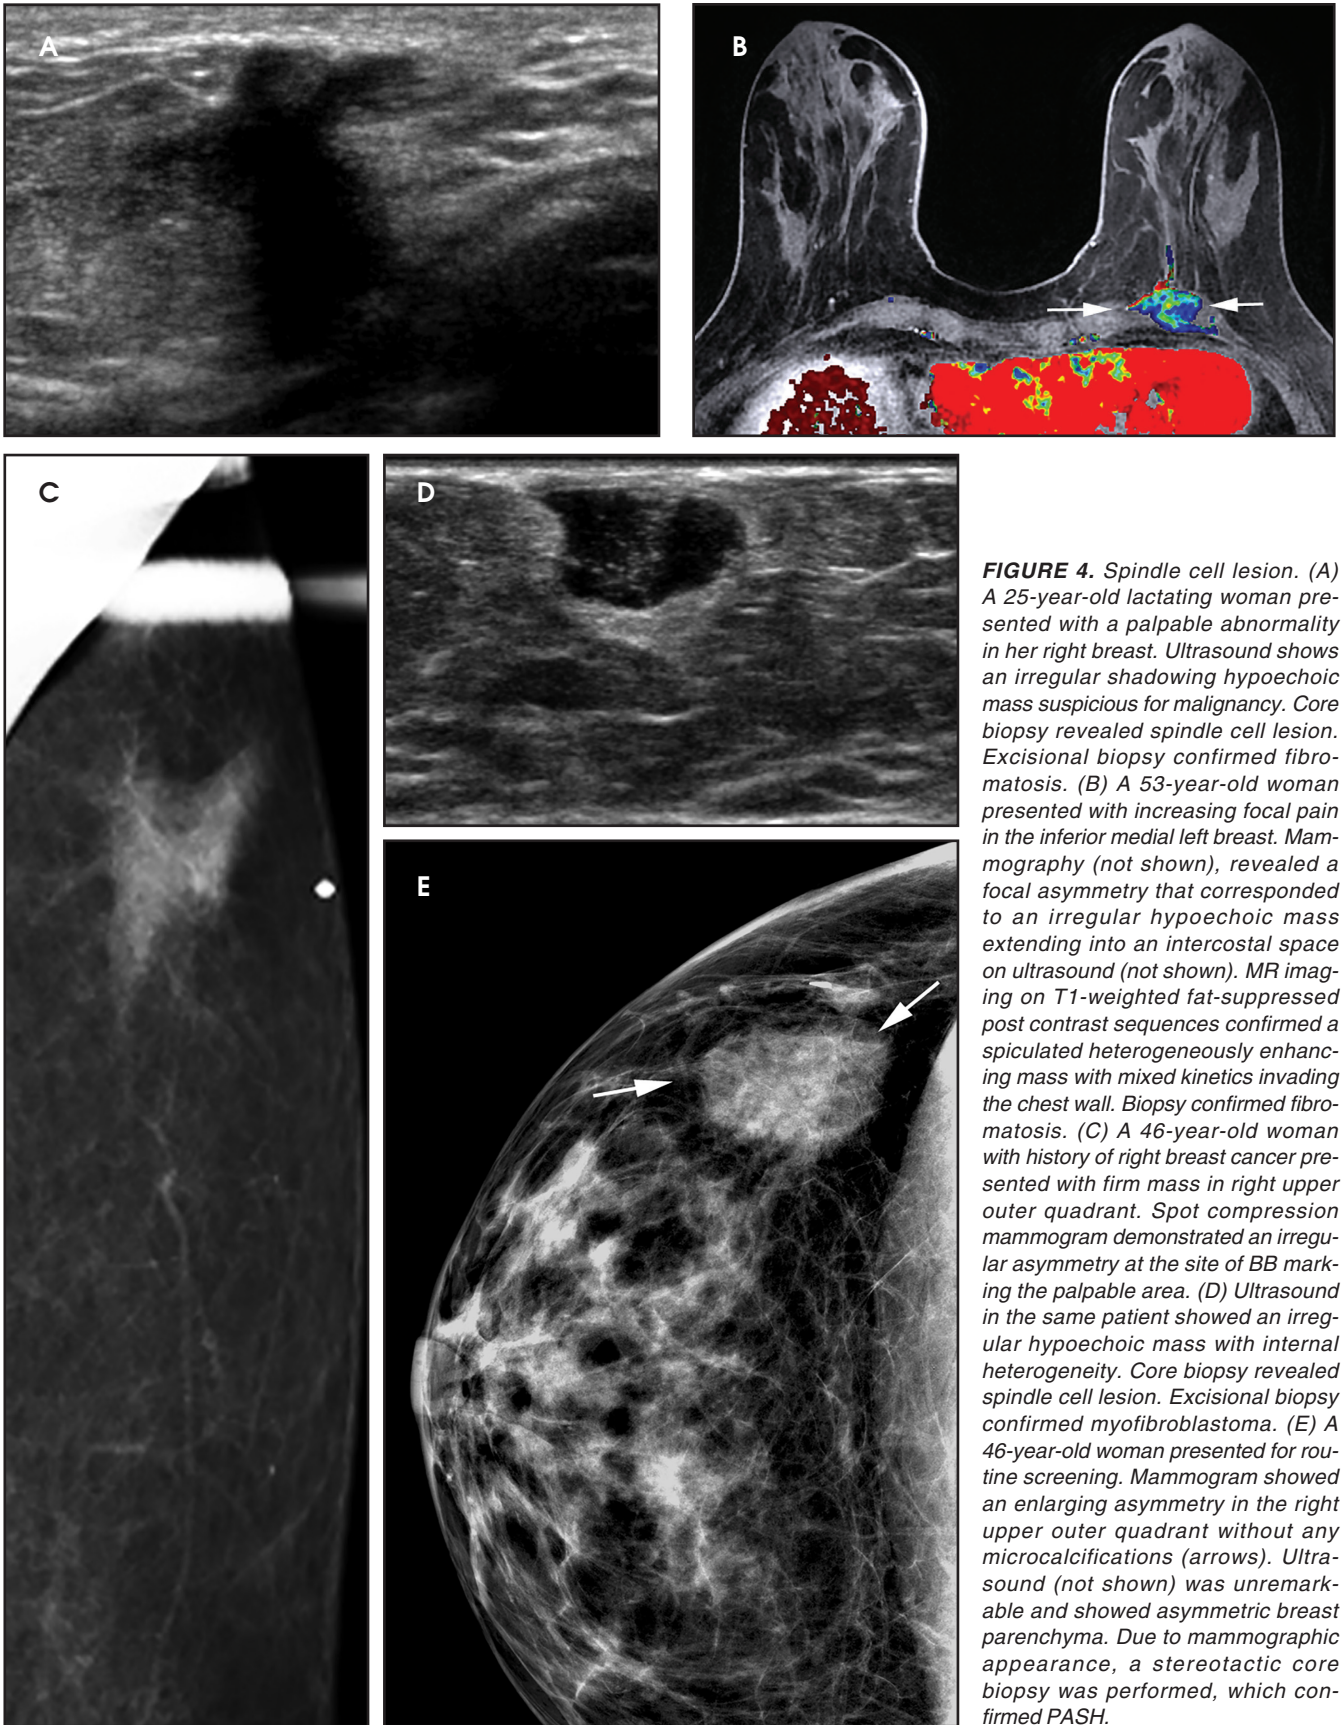 A
B
C
D
E
FIGURE 4. Spindle cell lesion. (A)
A 25-year-old lactating woman pre-
sented with a palpable abnormality
in her right breast. Ultrasound shows
an irregular shadowing hypoechoic
mass suspicious for malignancy. Core
biopsy revealed spindle cell lesion.
Excisional biopsy confirmed fibro-
matosis. (B) A 53-year-old woman
presented with increasing focal pain
in the inferior medial left breast. Mam-
mography (not shown), revealed a
focal asymmetry that corresponded
to an irregular hypoechoic mass
extending into an intercostal space
on ultrasound (not shown). MR imag-
ing on T1-weighted fat-suppressed
post contrast sequences confirmed a
spiculated heterogeneously enhanc-
ing mass with mixed kinetics invading
the chest wall. Biopsy confirmed fibro-
matosis. (C) A 46-year-old woman
with history of right breast cancer pre-
sented with firm mass in right upper
outer quadrant. Spot compression
mammogram demonstrated an irregu-
lar asymmetry at the site of BB mark-
ing the palpable area. (D) Ultrasound
in the same patient showed an irreg-
ular hypoechoic mass with internal
heterogeneity. Core biopsy revealed
spindle cell lesion. Excisional biopsy
confirmed myofibroblastoma. (E) A
46-year-old woman presented for rou-
tine screening. Mammogram showed
an enlarging asymmetry in the right
upper outer quadrant without any
microcalcifications (arrows). Ultra-
sound (not shown) was unremark-
able and showed asymmetric breast
parenchyma. Due to mammographic
appearance, a stereotactic core
biopsy was performed, which con-
firmed PASH.